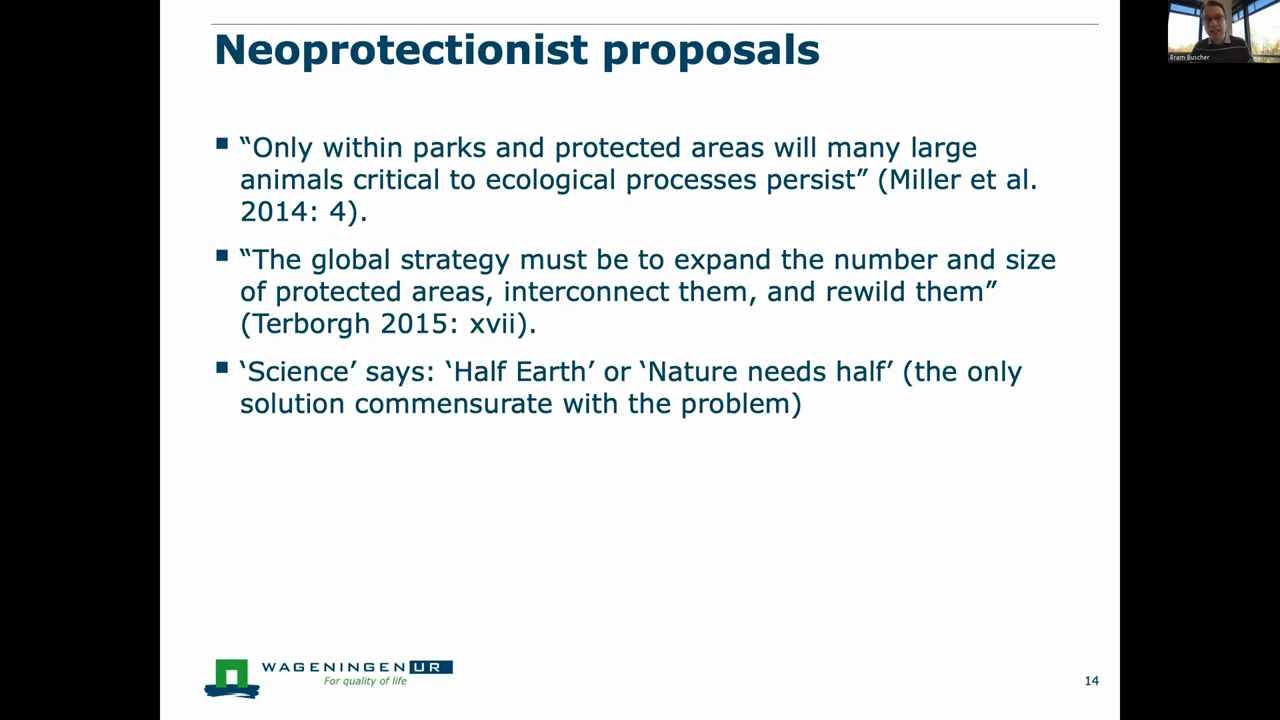 Neoprotectionist proposals
Bram Buscher
“Only within parks and protected areas will many large
animals critical to ecological processes persist” (Miller et al.
2014: 4).
“The global strategy must be to expand the number and size
of protected areas, interconnect them, and rewild them”
(Terborgh 2015: xvii).
‘Science’ says: ‘Half Earth’ or ‘Nature needs half’ (the only
solution commensurate with the problem)
WAGENINGEN UR
For quality of life
14